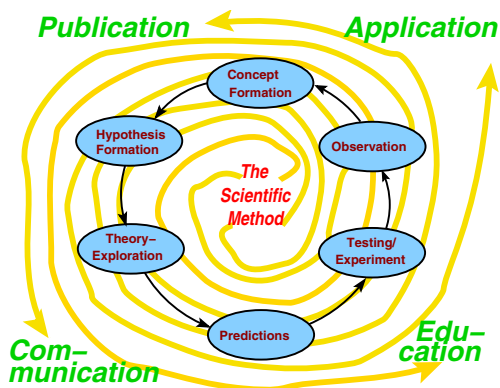 Publication
Application
Concept
Formation
Hypothesis
Formation
Observation
The
Scientific
Method
Theory–
Exploration
Testing/
Experiment
Predictions
Com–
munication
Edu–
cation